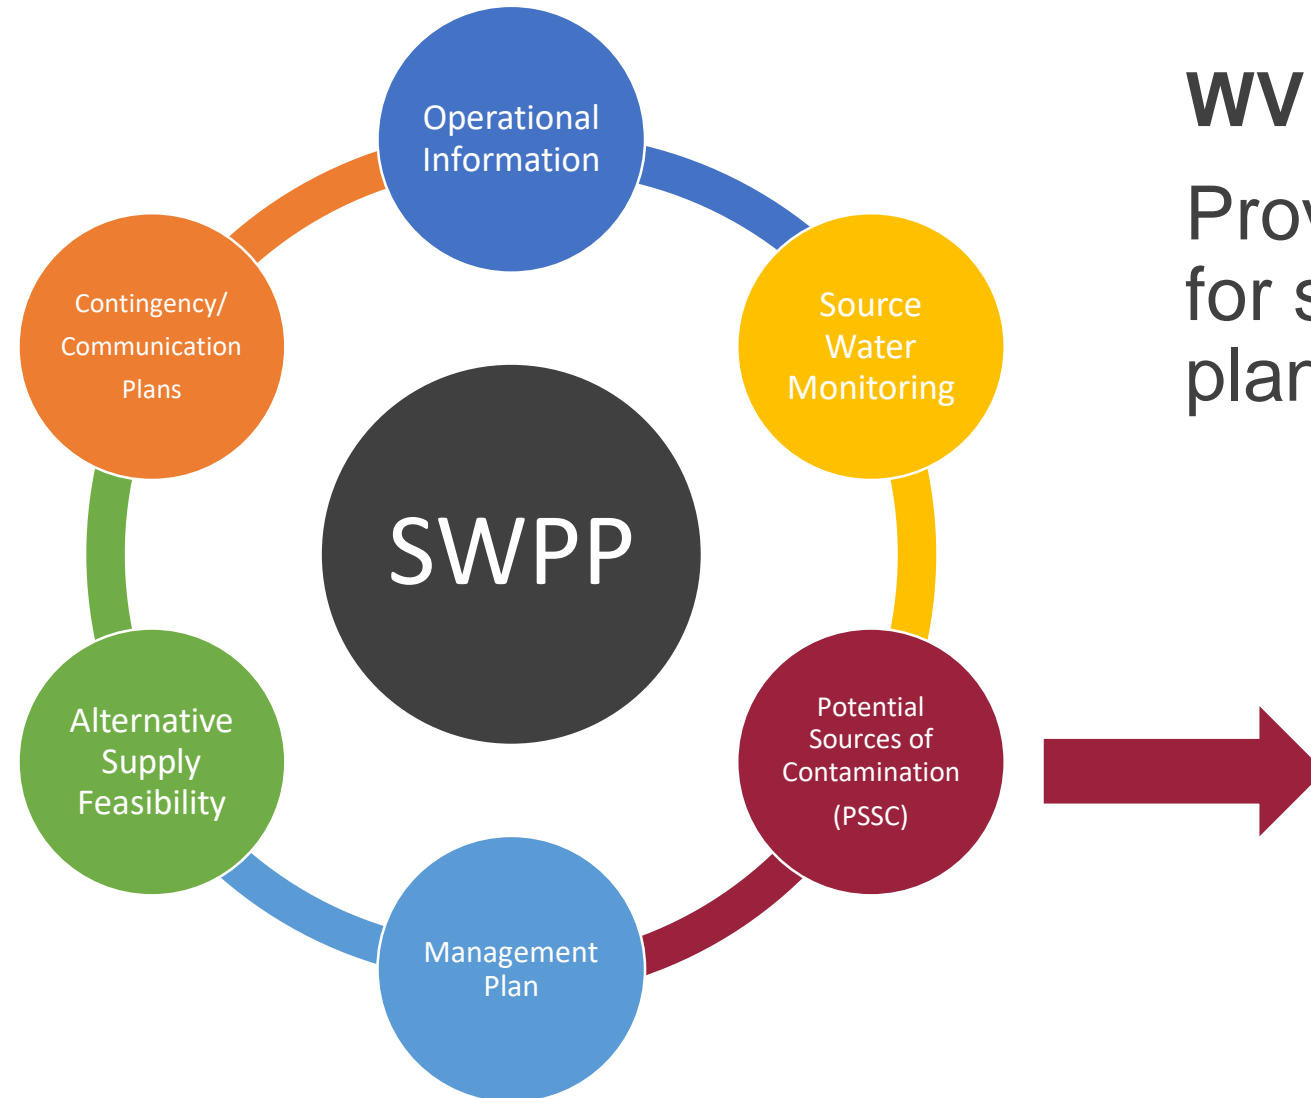 Operational
Information
Source
Water
Monitoring
Potential
Sources of
Contamination
(PSSC)
Management
Plan
Alternative
Supply
Feasibility
Contingency/
Communication
Plans
SWPP
WV
Prov
for s
plan